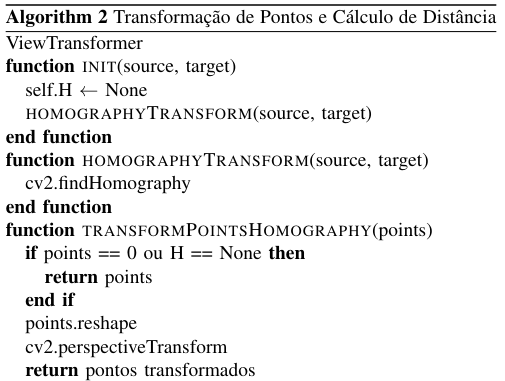 Algorithm 2 Transformação de Pontos e Cálculo de Distância
ViewTransformer
function INIT(source, target)
self.H ← None
HOMOGRAPHYTRANSFORM(source, target)
end function
function HOMOGRAPHYTRANSFORM(source, target)
cv2.findHomography
end function
function TRANSFORMPOINTSHOMOGRAPHY(points)
if points == 0 ou H == None then
return points
end if
points.reshape
cv2.perspectiveTransform
return pontos transformados